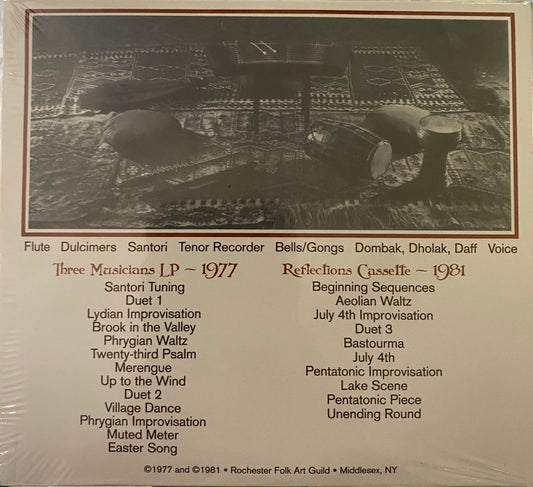 Flute Dulcimers Santori Tenor Recorder Bells/Gongs Dombak, Dholak, Daff Voice
Three Musicians LP ~ 1977
Santori Tuning
Duet 1
Lydian Improvisation
Brook in the Valley
Phrygian Waltz
Twenty-third Psalm
Merengue
Up to the Wind
Duet 2
Village Dance
Phrygian Improvisation
Muted Meter
Easter Song
Reflections Cassette ~ 1981
Beginning Sequences
Aeolian Waltz
July 4th Improvisation
Duet 3
Bastourma
July 4th
Pentatonic Improvisation
Lake Scene
Pentatonic Piece
Unending Round
©1977 and ©1981 • Rochester Folk Art Guild • Middlesex, NY